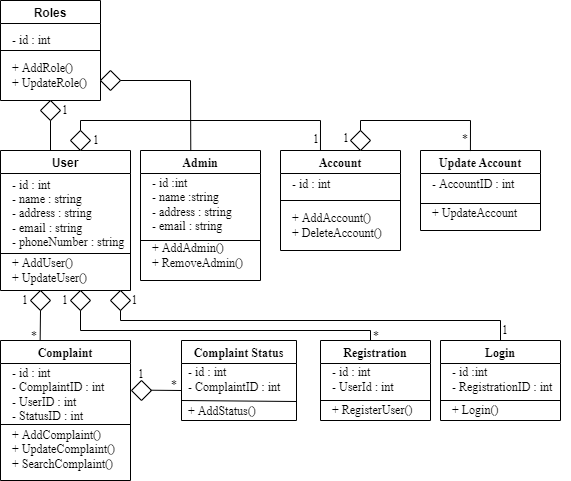 Roles
- id : int
+ AddRole()
+ UpdateRole()
1
1
1
1
*
User
- id : int
- name : string
- address : string
- email : string
- phoneNumber : string
+ AddUser()
+ UpdateUser()
Admin
- id :int
- name :string
- address : string
- email : string
+ AddAdmin()
+ RemoveAdmin()
Account
- id : int
+ AddAccount()
+ DeleteAccount()
Update Account
- AccountID : int
+ UpdateAccount
1
1
1
*
*
1
Complaint
- id : int
- ComplaintID : int
- UserID : int
- StatusID : int
+ AddComplaint()
+ UpdateComplaint()
+ SearchComplaint()
1
*
Complaint Status
- id : int
- ComplaintID : int
+ AddStatus()
Registration
- id : int
- UserId : int
+ RegisterUser()
Login
- id :int
- RegistrationID : int
+ Login()